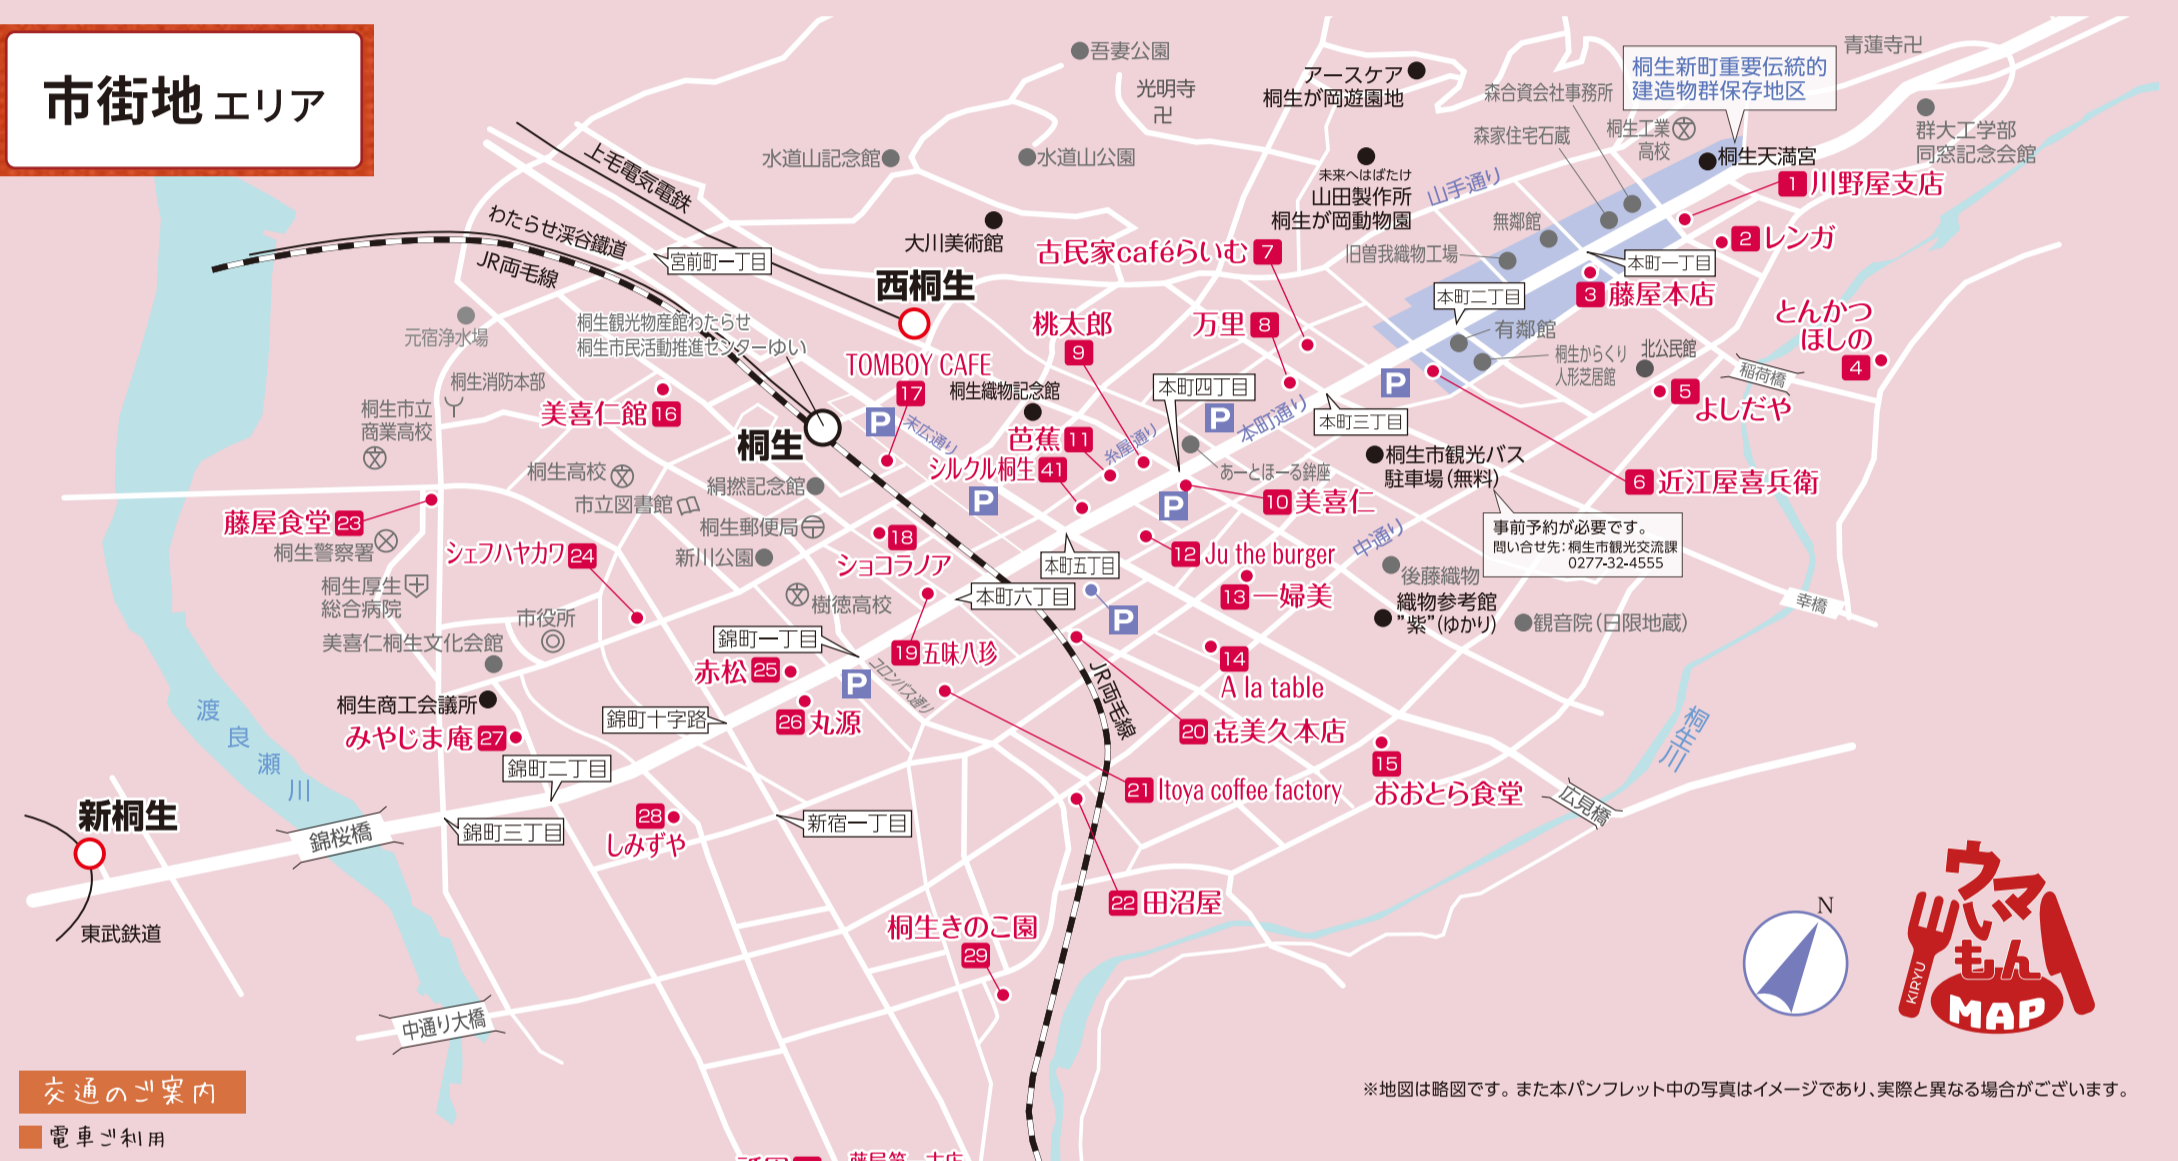 市街地 エリア
吾妻公園
光明寺
卍
アースケア
桐生が岡遊園地
森合資会社事務所
桐生新町重要伝統的
建造物群保存地区
青蓮寺卍
群大工学部
同窓記念会館
森家住宅石蔵
桐生工業
高校
桐生天満宮
1 川野屋支店
水道山記念館
水道山公園
上毛電気電鉄
未来へはばたけ
山田製作所
桐生が岡動物園
山手通り
無鄰館
2 レンガ
わたらせ渓谷鐵道
JR両毛線
宮前町一丁目
大川美術館
古民家caféらいむ 7
旧曽我織物工場
本町一丁目
西桐生
本町二丁目
3 藤屋本店
元宿浄水場
桐生観光物産館わたらせ
桐生市民活動推進センターゆい
桃太郎
9
万里 8
有鄰館
とんかつ
ほしの
4
桐生からくり
人形芝居館
北公民館
稲荷橋
TOMBOY CAFE
17
桐生織物記念館
本町四丁目
P
5
よしだや
桐生消防本部
桐生市立
商業高校
美喜仁館 16
桐生
P
末広通り
芭蕉 11
糸屋通り
P
本町通り
本町三丁目
シルクル桐生 41
あーとほーる鉾座
桐生市観光バス
駐車場(無料)
6 近江屋喜兵衛
桐生高校
絹撚記念館
市立図書館
P
P
10 美喜仁
事前予約が必要です。
問い合せ先:桐生市観光交流課
0277-32-4555
藤屋食堂 23
桐生警察署
桐生郵便局
18
ショコラノア
シェフハヤカワ 24
新川公園
本町五丁目
12 Ju the burger
中通り
後藤織物
桐生厚生
総合病院
樹徳高校
本町六丁目
13 一婦美
織物参考館
”紫”(ゆかり)
観音院(日限地蔵)
幸橋
市役所
P
美喜仁桐生文化会館
錦町一丁目
19 五味八珍
14
A la table
赤松 25
P
コロンバス通り
JR両毛線
桐生商工会議所
みやじま庵 27
錦町十字路
26 丸源
20 㐂美久本店
桐生川
渡良瀬川
15
おおとら食堂
錦町二丁目
21 Itoya coffee factory
広見橋
新桐生
錦桜橋
錦町三丁目
28
しみずや
新宿一丁目
22 田沼屋
東武鉄道
桐生きのこ園
29
N
ウマいもん
KIRYU
MAP
中通り大橋
交通のご案内
※地図は略図です。また本パンフレット中の写真はイメージであり、実際と異なる場合がございます。
電車ご利用